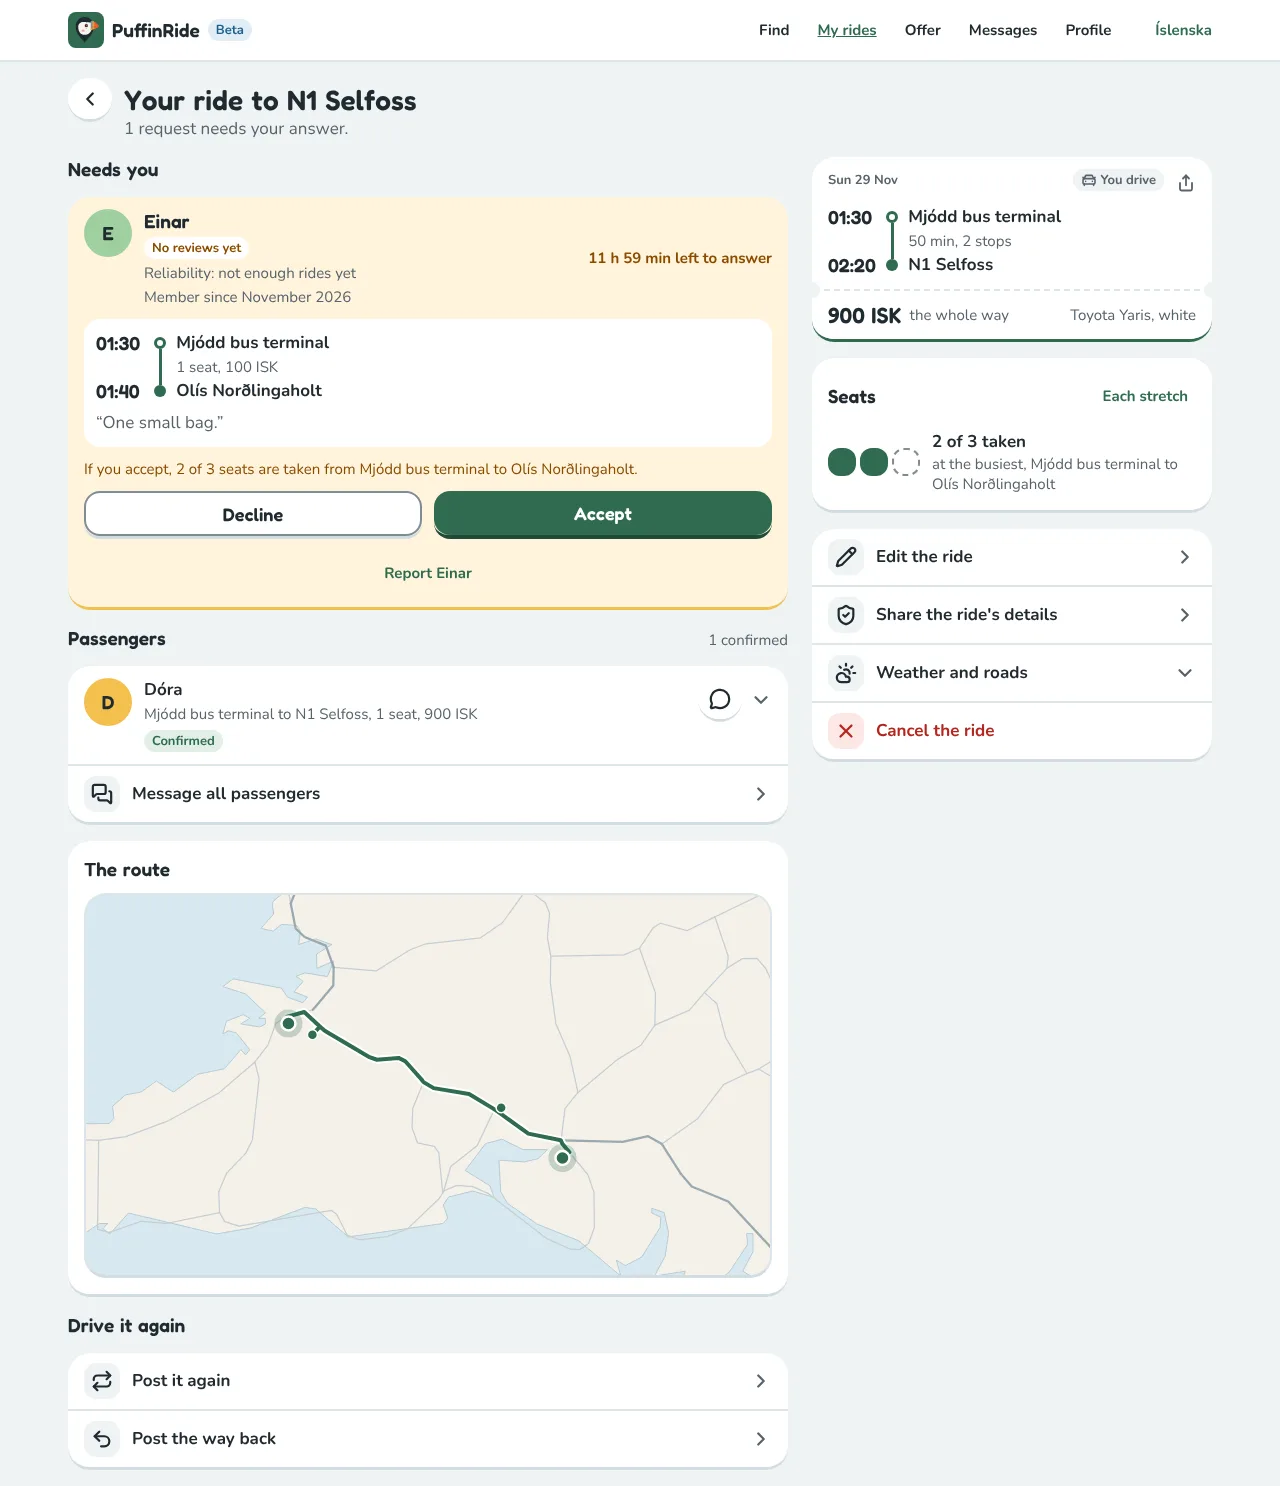 PuffinRide Beta
Find My rides Offer Messages Profile Íslenska
Your ride to N1 Selfoss
1 request needs your answer.
Needs you
E
Einar
No reviews yet
Reliability: not enough rides yet
Member since November 2026
11 h 59 min left to answer
01:30 Mjódd bus terminal
1 seat, 100 ISK
01:40 Olís Norðlingaholt
“One small bag.”
If you accept, 2 of 3 seats are taken from Mjódd bus terminal to Olís Norðlingaholt.
Decline Accept
Report Einar
Passengers 1 confirmed
D
Dóra
Mjódd bus terminal to N1 Selfoss, 1 seat, 900 ISK
Confirmed
Message all passengers
The route
Drive it again
Post it again
Post the way back
Sun 29 Nov You drive
01:30 Mjódd bus terminal
50 min, 2 stops
02:20 N1 Selfoss
900 ISK the whole way Toyota Yaris, white
Seats Each stretch
2 of 3 taken
at the busiest, Mjódd bus terminal to
Olís Norðlingaholt
Edit the ride
Share the ride's details
Weather and roads
Cancel the ride